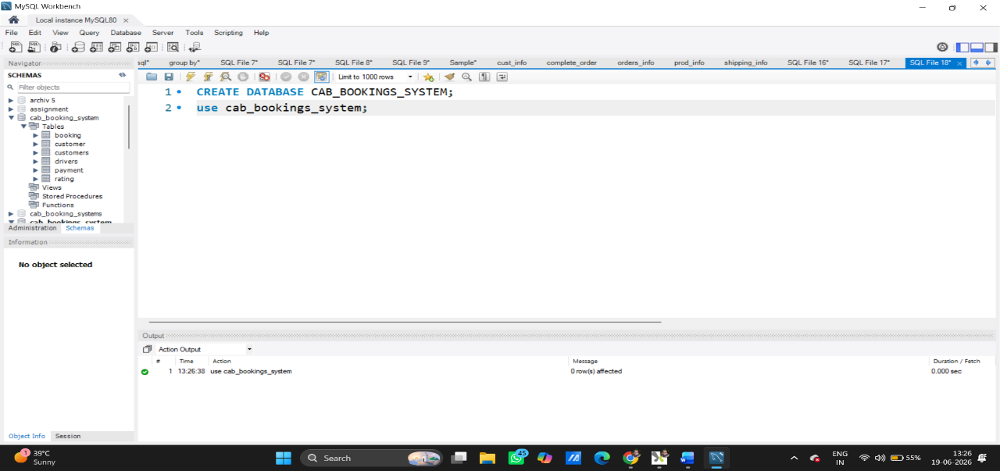 MySQL Workbench
Local instance MySQL80
File Edit View Query Database Server Tools Scripting Help
Navigator
SCHEMAS
Filter objects
archiv 5
assignment
cab_booking_system
Tables
booking
customer
customers
drivers
payment
rating
Views
Stored Procedures
Functions
cab_booking_systems
cab_bookings_system
Administration Schemas
Information
No object selected
Object Info Session
sql* group by* SQL File 7* SQL File 7* SQL File 8* SQL File 9* Sample* cust_info complete_order orders_info prod_info shipping_info SQL File 16* SQL File 17* SQL File 18*
Limit to 1000 rows
1 CREATE DATABASE CAB_BOOKINGS_SYSTEM;
2 use cab_bookings_system;
Output
Action Output
# Time Action Message Duration / Fetch
1 13:26:38 use cab_bookings_system 0 row(s) affected 0.000 sec
1 39°C
Sunny
Search
45
ENG
IN
55%
13:26
19-06-2026